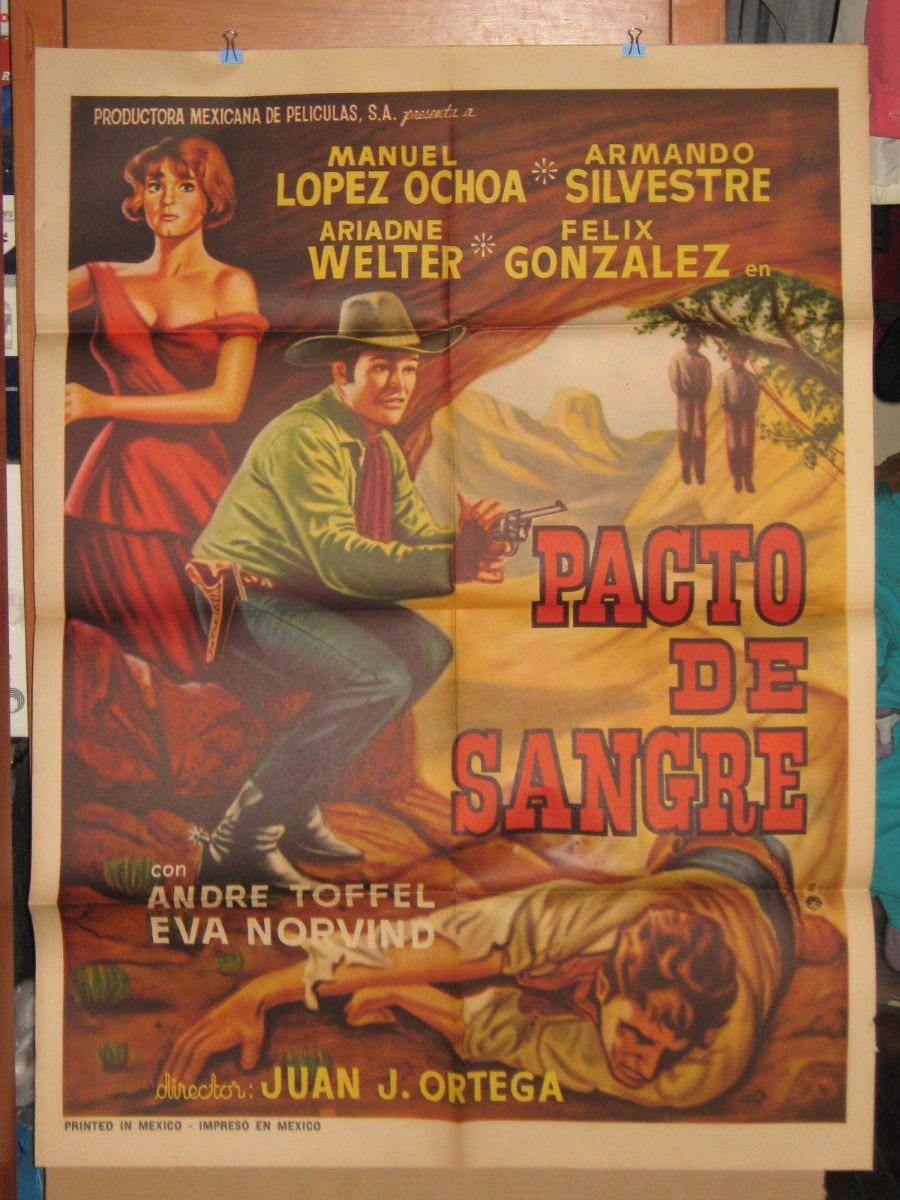 PRODUCTORA MEXICANA DE PELICULAS, S.A. presenta a
MANUEL
LOPEZ OCHOA
ARMANDO
SILVESTRE
ARIADNE
WELTER
FELIX
GONZALEZ en
PACTO
DE
SANGRE
con
ANDRE TOFFEL
EVA NORVIND
director: JUAN J. ORTEGA
PRINTED IN MEXICO - IMPRESO EN MEXICO